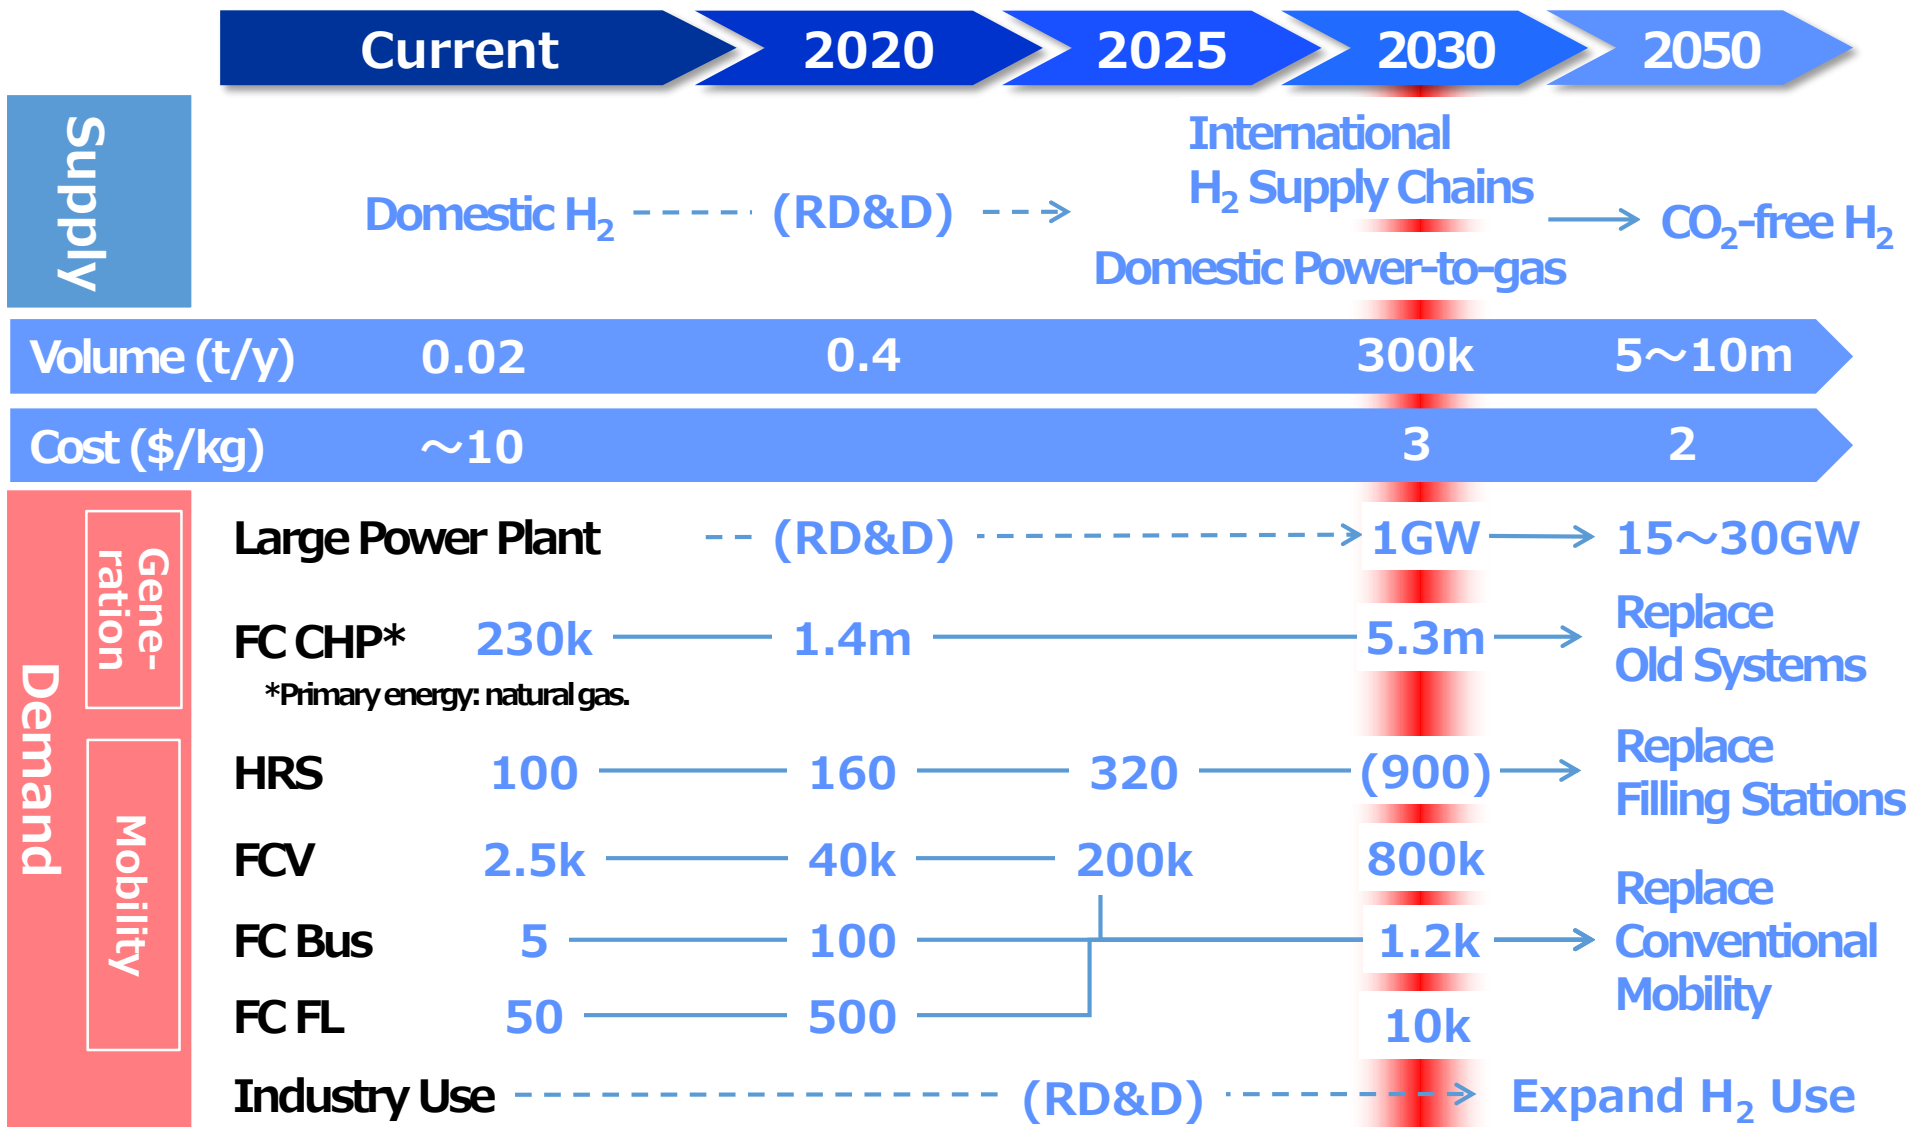 Current 2020 2025 2030 2050
Supply
International
H₂ Supply Chains
Domestic H₂ (RD&D) CO₂-free H₂
Domestic Power-to-gas
Volume (t/y) 0.02 0.4 300k 5～10m
Cost ($/kg) ～10 3 2
Demand
Gene-
ration
Large Power Plant (RD&D) 1GW 15～30GW
FC CHP* 230k 1.4m 5.3m Replace
Old Systems
*Primary energy: natural gas.
Mobility
HRS 100 160 320 (900) Replace
Filling Stations
FCV 2.5k 40k 200k 800k
FC Bus 5 100 1.2k Replace
Conventional
Mobility
FC FL 50 500 10k
Industry Use (RD&D) Expand H₂ Use